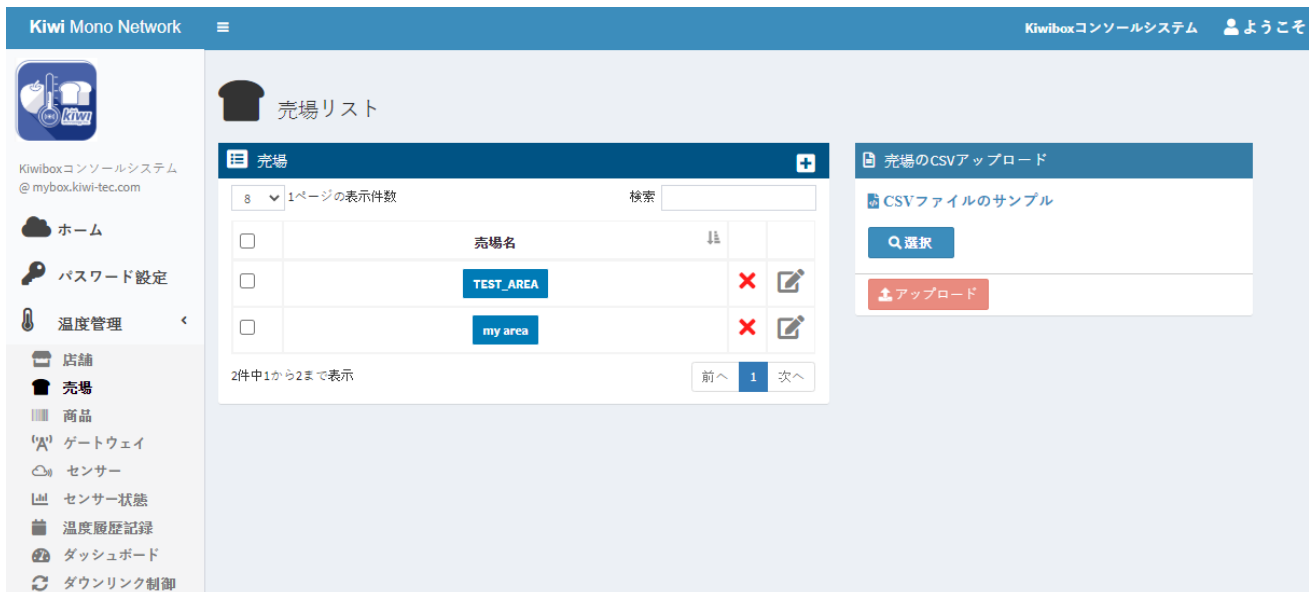 Kiwi Mono Network
Kiwiboxコンソールシステム
ようこそ
kiwi
Kiwiboxコンソールシステム
@ mybox.kiwi-tec.com
ホーム
パスワード設定
温度管理
店舗
売場
商品
ゲートウェイ
センサー
センサー状態
温度履歴記録
ダッシュボード
ダウンリンク制御
売場リスト
売場
8 1ページの表示件数
検索
売場名
TEST_AREA
my area
2件中1から2まで表示
前へ 1 次へ
売場のCSVアップロード
CSVファイルのサンプル
選択
アップロード